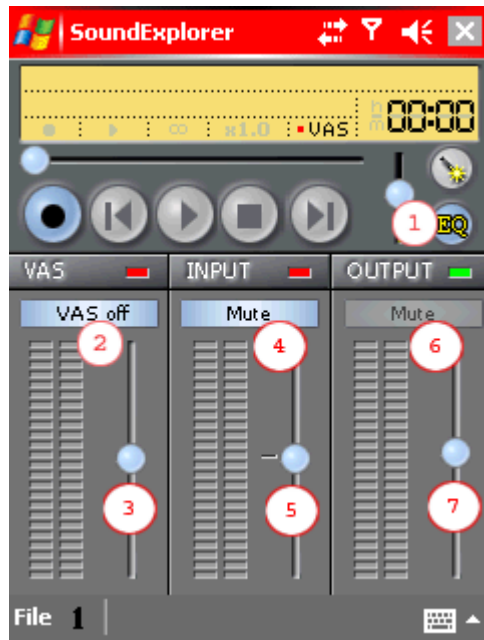 SoundExplorer
x1.0 VAS 00:00
1 EQ
VAS INPUT OUTPUT
VAS off Mute Mute
2 4 6
3 5 7
File 1